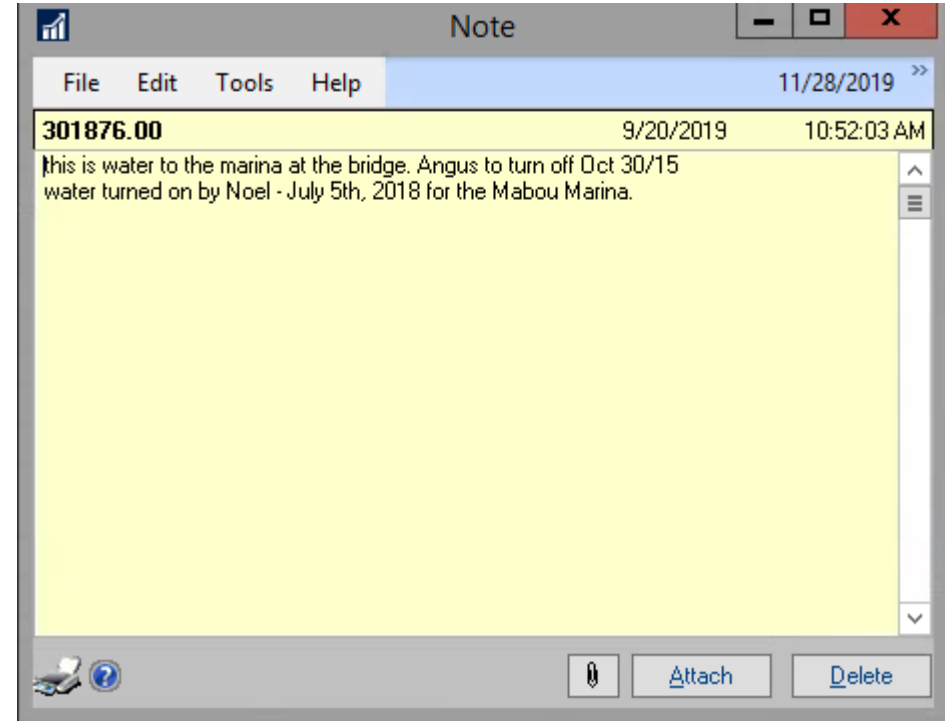 Note
File Edit Tools Help 11/28/2019 »
301876.00 9/20/2019 10:52:03 AM
this is water to the marina at the bridge. Angus to turn off Oct 30/15
water turned on by Noel - July 5th, 2018 for the Mabou Marina.
Attach Delete